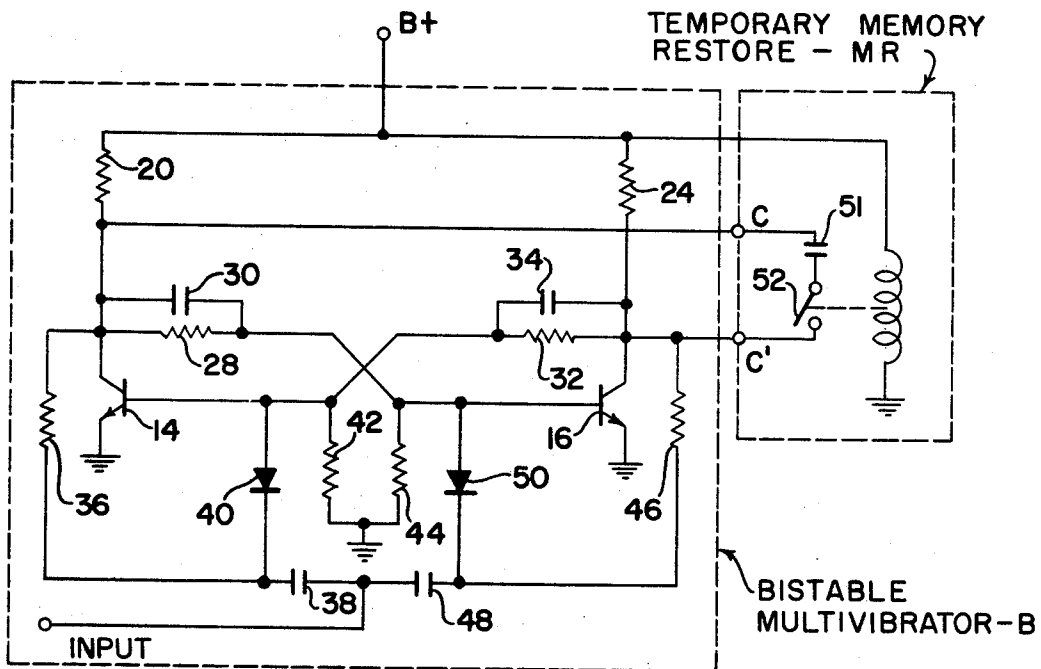 B+
TEMPORARY MEMORY
RESTORE - MR
20
24
C
51
30
34
52
28
32
C'
14
42
16
36
40
44
50
46
38
48
INPUT
BISTABLE
MULTIVIBRATOR-B